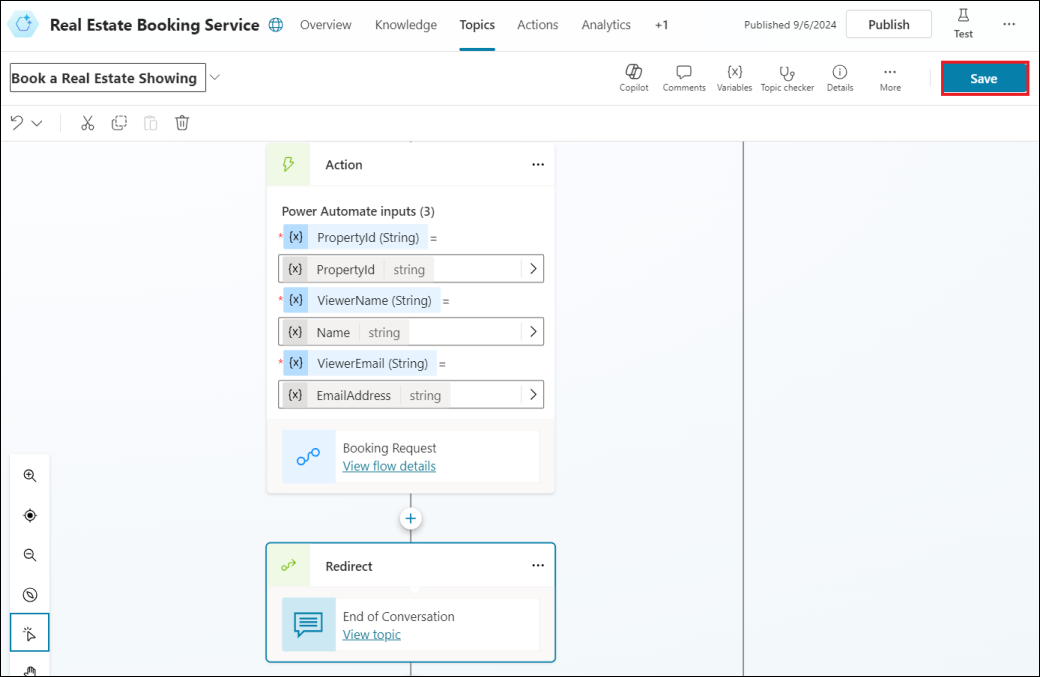 Real Estate Booking Service
Overview
Knowledge
Topics
Actions
Analytics
+1
Published 9/6/2024
Publish
Test
Book a Real Estate Showing
Copilot
Comments
{x}
Variables
Topic checker
Details
More
Save
Action
Power Automate inputs (3)
* {x} PropertyId (String) =
{x} PropertyId string
* {x} ViewerName (String) =
{x} Name string
* {x} ViewerEmail (String) =
{x} EmailAddress string
Booking Request
View flow details
Redirect
End of Conversation
View topic